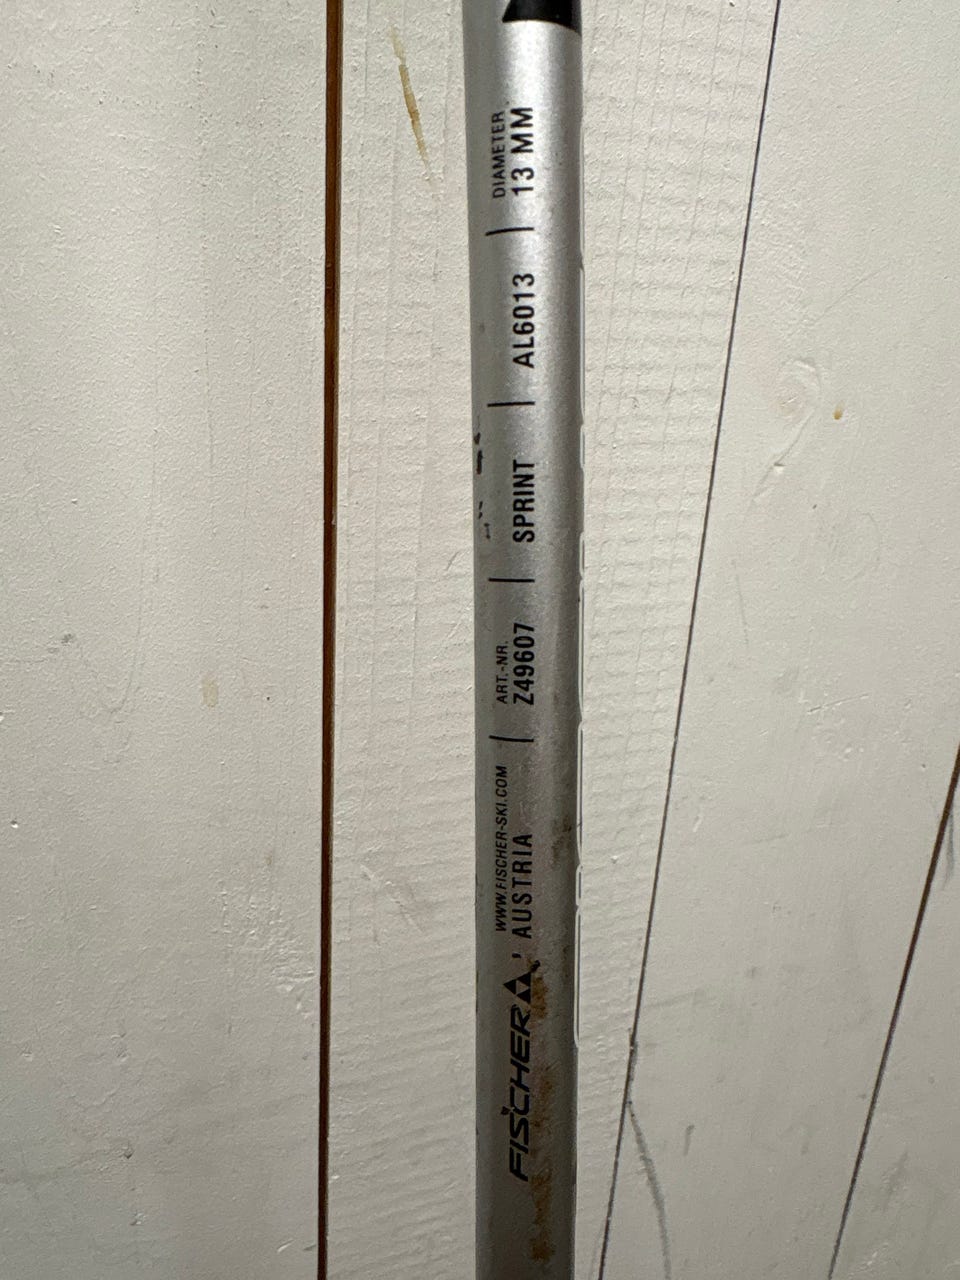 FISCHER
WWW.FISCHER-SKI.COM
AUSTRIA
ART.-NR.
Z49607
SPRINT
AL6013
DIAMETER
13 MM